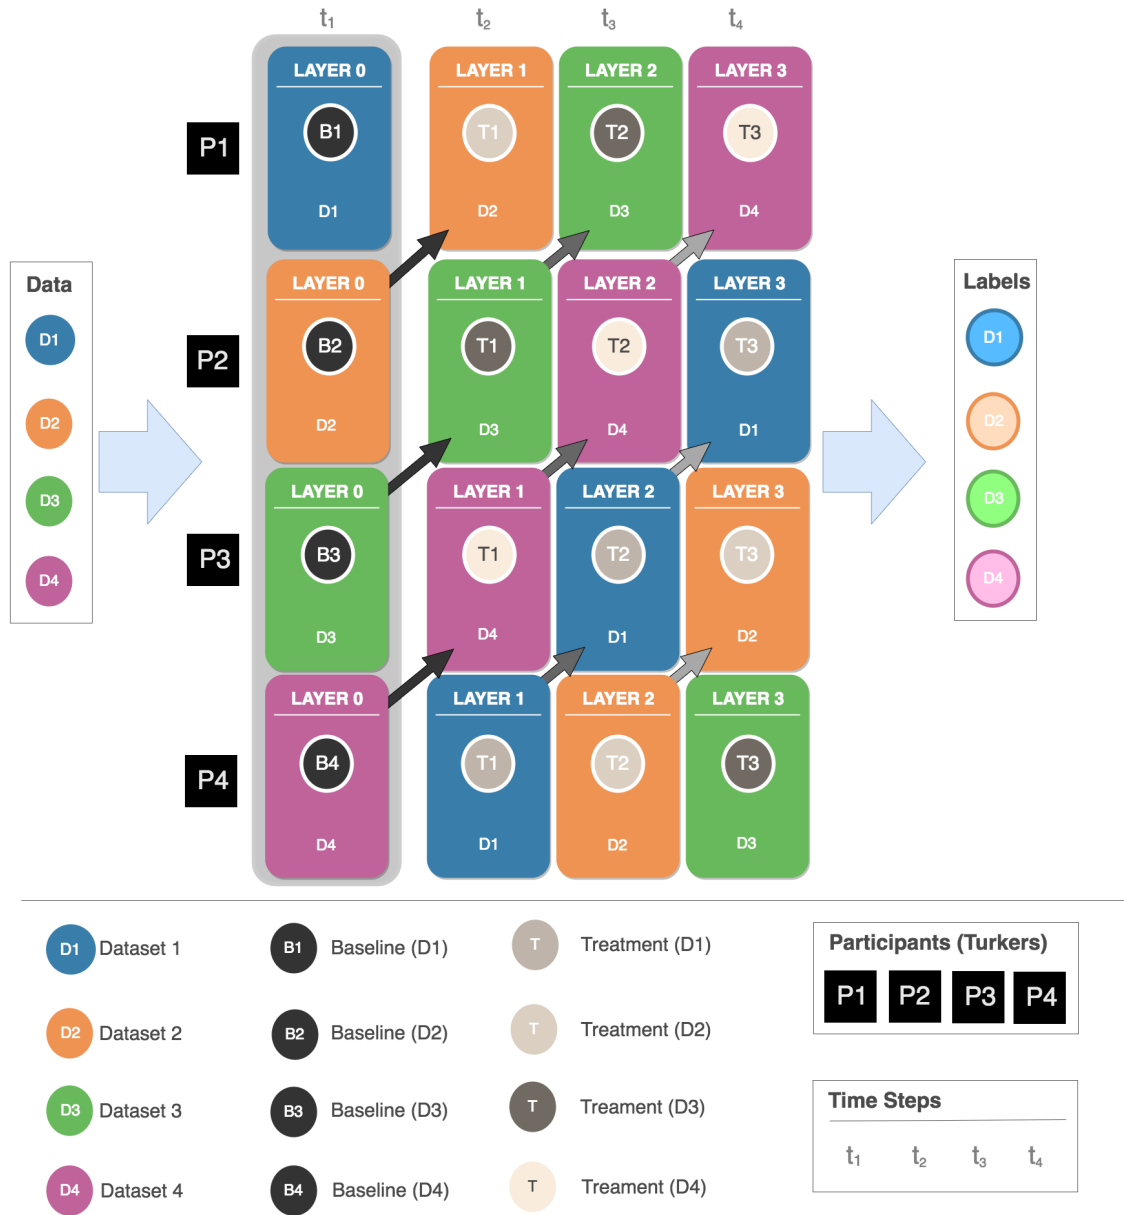 t1 t2 t3 t4
LAYER 0 LAYER 1 LAYER 2 LAYER 3
P1 B1 T1 T2 T3
D1 D2 D3 D4
LAYER 0 LAYER 1 LAYER 2 LAYER 3
P2 B2 T1 T2 T3
D2 D3 D4 D1
LAYER 0 LAYER 1 LAYER 2 LAYER 3
P3 B3 T1 T2 T3
D3 D4 D1 D2
LAYER 0 LAYER 1 LAYER 2 LAYER 3
P4 B4 T1 T2 T3
D4 D1 D2 D3
Data
D1
D2
D3
D4
Labels
D1
D2
D3
D4
D1 Dataset 1
D2 Dataset 2
D3 Dataset 3
D4 Dataset 4
B1 Baseline (D1)
B2 Baseline (D2)
B3 Baseline (D3)
B4 Baseline (D4)
T Treatment (D1)
T Treatment (D2)
T Treament (D3)
T Treament (D4)
Participants (Turkers)
P1 P2 P3 P4
Time Steps
t1 t2 t3 t4